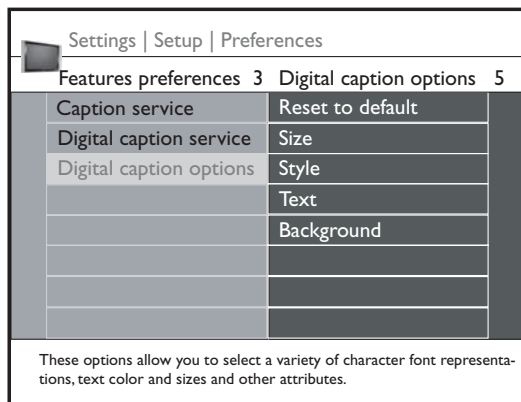 Settings | Setup | Preferences
Features preferences 3 Digital caption options 5
Caption service
Digital caption service
Digital caption options
Reset to default
Size
Style
Text
Background
These options allow you to select a variety of character font representa-
tions, text color and sizes and other attributes.